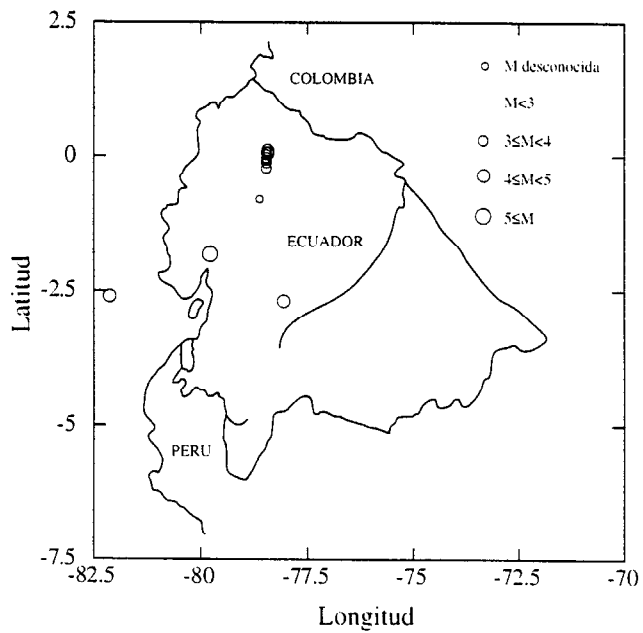 2.5
0
-2.5
-5
-7.5
Latitud
COLOMBIA
ECUADOR
PERU
M desconocida
M<3
3≤M<4
4≤M<5
5≤M
-82.5 -80 -77.5 -75 -72.5 -70
Longitud